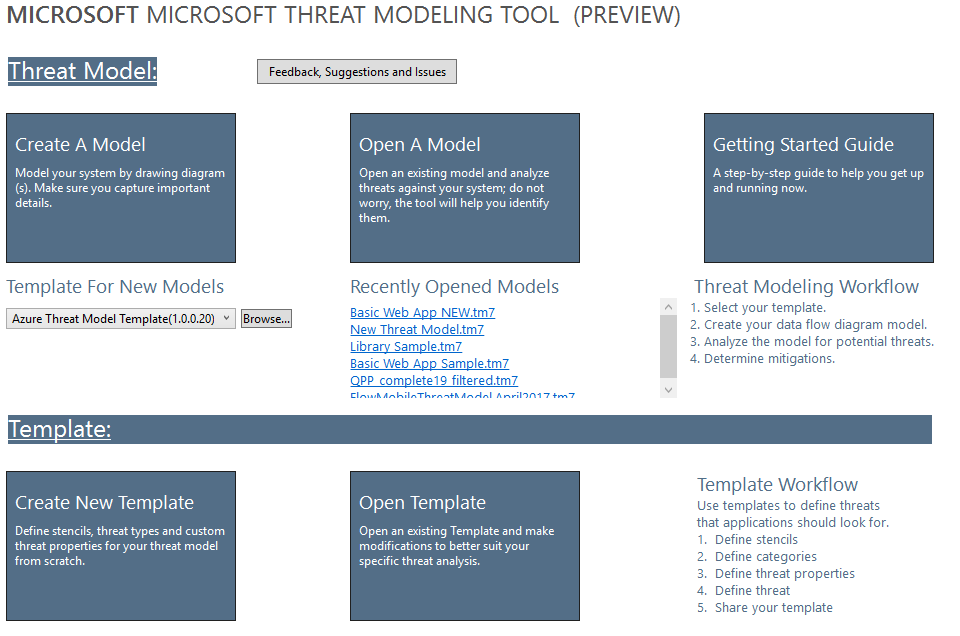 MICROSOFT MICROSOFT THREAT MODELING TOOL (PREVIEW)
Threat Model:
Feedback, Suggestions and Issues
Create A Model
Model your system by drawing diagram
(s). Make sure you capture important
details.
Open A Model
Open an existing model and analyze
threats against your system; do not
worry, the tool will help you identify
them.
Getting Started Guide
A step-by-step guide to help you get up
and running now.
Template For New Models
Azure Threat Model Template(1.0.0.20)
Browse...
Recently Opened Models
Basic Web App NEW.tm7
New Threat Model.tm7
Library Sample.tm7
Basic Web App Sample.tm7
QPP_complete19_filtered.tm7
FlowMobileThreatModel April2017.tm7
Threat Modeling Workflow
1. Select your template.
2. Create your data flow diagram model.
3. Analyze the model for potential threats.
4. Determine mitigations.
Template:
Create New Template
Define stencils, threat types and custom
threat properties for your threat model
from scratch.
Open Template
Open an existing Template and make
modifications to better suit your
specific threat analysis.
Template Workflow
Use templates to define threats
that applications should look for.
1. Define stencils
2. Define categories
3. Define threat properties
4. Define threat
5. Share your template